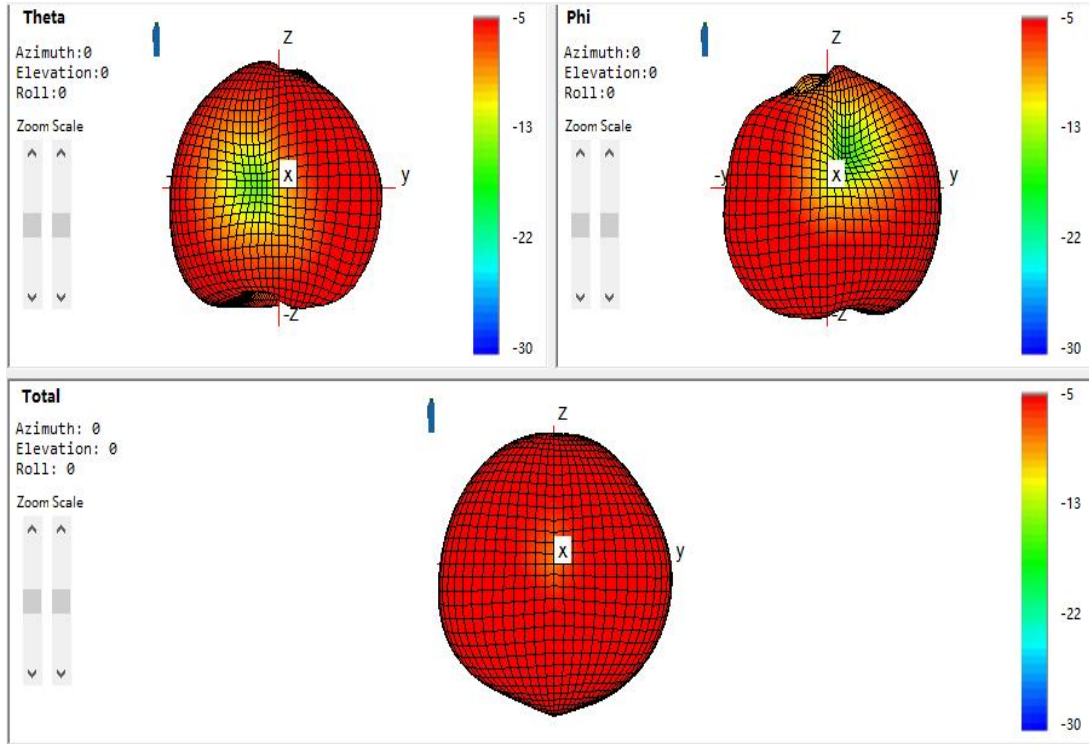 Theta
Azimuth:0
Elevation:0
Roll:0
Zoom Scale
Z
x
y
-Z
-5
-13
-22
-30
Phi
Azimuth:0
Elevation:0
Roll:0
Zoom Scale
Z
-y
x
y
-Z
-5
-13
-22
-30
Total
Azimuth: 0
Elevation: 0
Roll: 0
Zoom Scale
Z
x
y
-5
-13
-22
-30